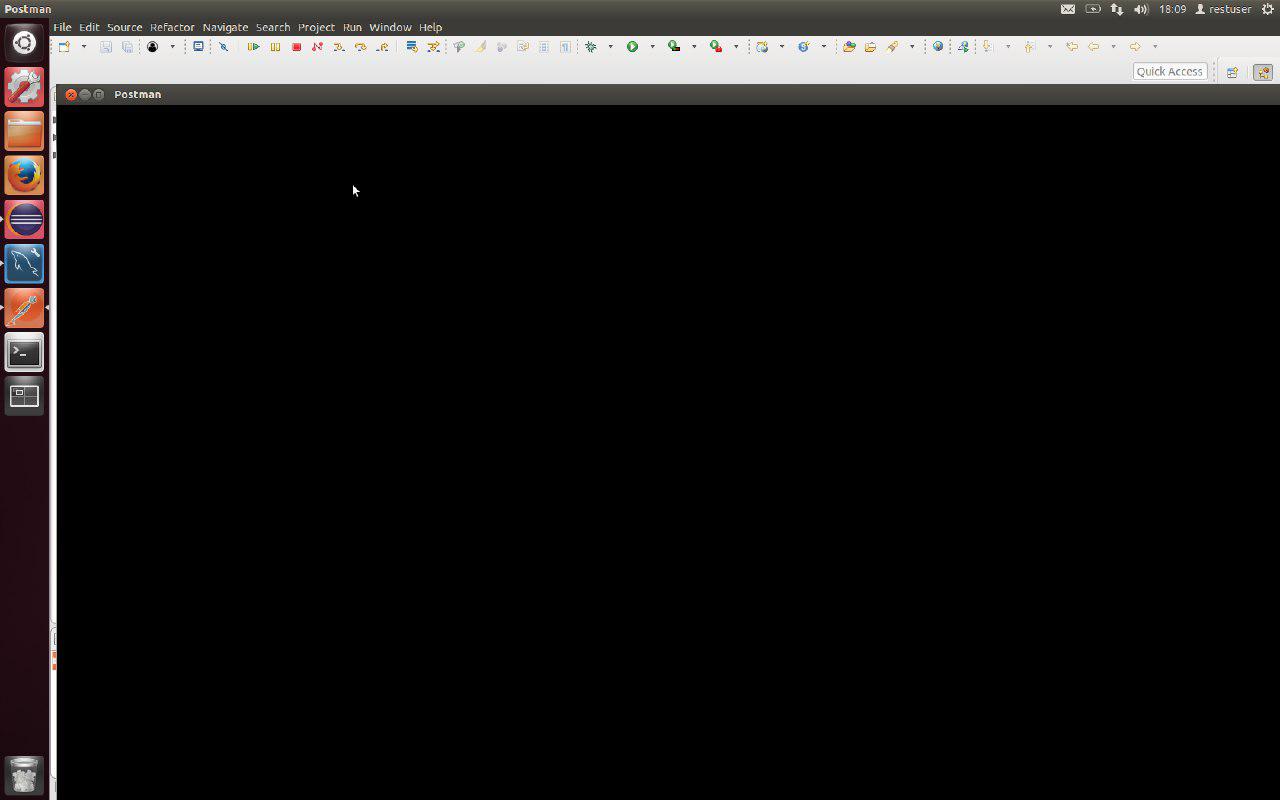 Postman
18:09 restuser
File Edit Source Refactor Navigate Search Project Run Window Help
Quick Access
Postman